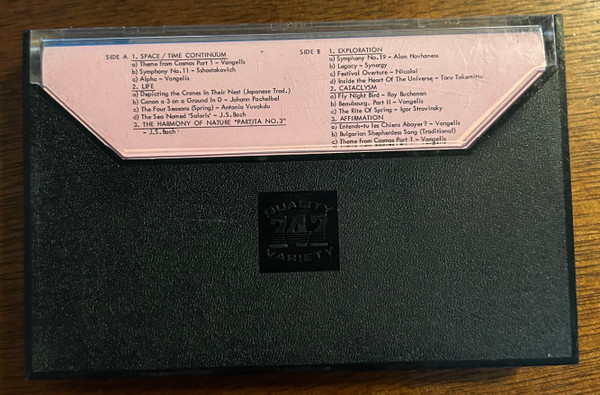 SIDE A 1. SPACE / TIME CONTINUUM
a) Theme from Cosmos Part 1 - Vangelis
b) Symphony No.11 - Schostakovich
c) Alpha - Vangelis
2. LIFE
a) Depicting the Cranes in Their Nest (Japanese Trad.)
b) Canon a 3 on a Ground in D - Johann Pachelbel
c) The Four Seasons (Spring) - Antonio Vuvokdu
d) The Sea Named 'Solaris' - J.S.Bach
3. THE HARMONY OF NATURE "PARTITA NO.3"
- J.S.Bach
SIDE B 1. EXPLORATION
a) Symphony No.19 - Alan Hovhaness
b) Legacy - Synergy
c) Festival Overture - Nicolai
d) Inside the Heart Of The Universe - Toru Takemitsu
2. CATACLYSM
a) Fly Night Bird - Roy Buchanan
b) Beaubourg. Part II - Vangelis
c) The Rite Of Spring - Igor Stravinsky
3. AFFIRMATION
a) Entends-tu les Chiens Aboyer? - Vangelis
b) Bulgarian Shepherdess Song (Traditional)
c) Theme from Cosmos Part 1 - Vangelis
QUALITY
747
VARIETY